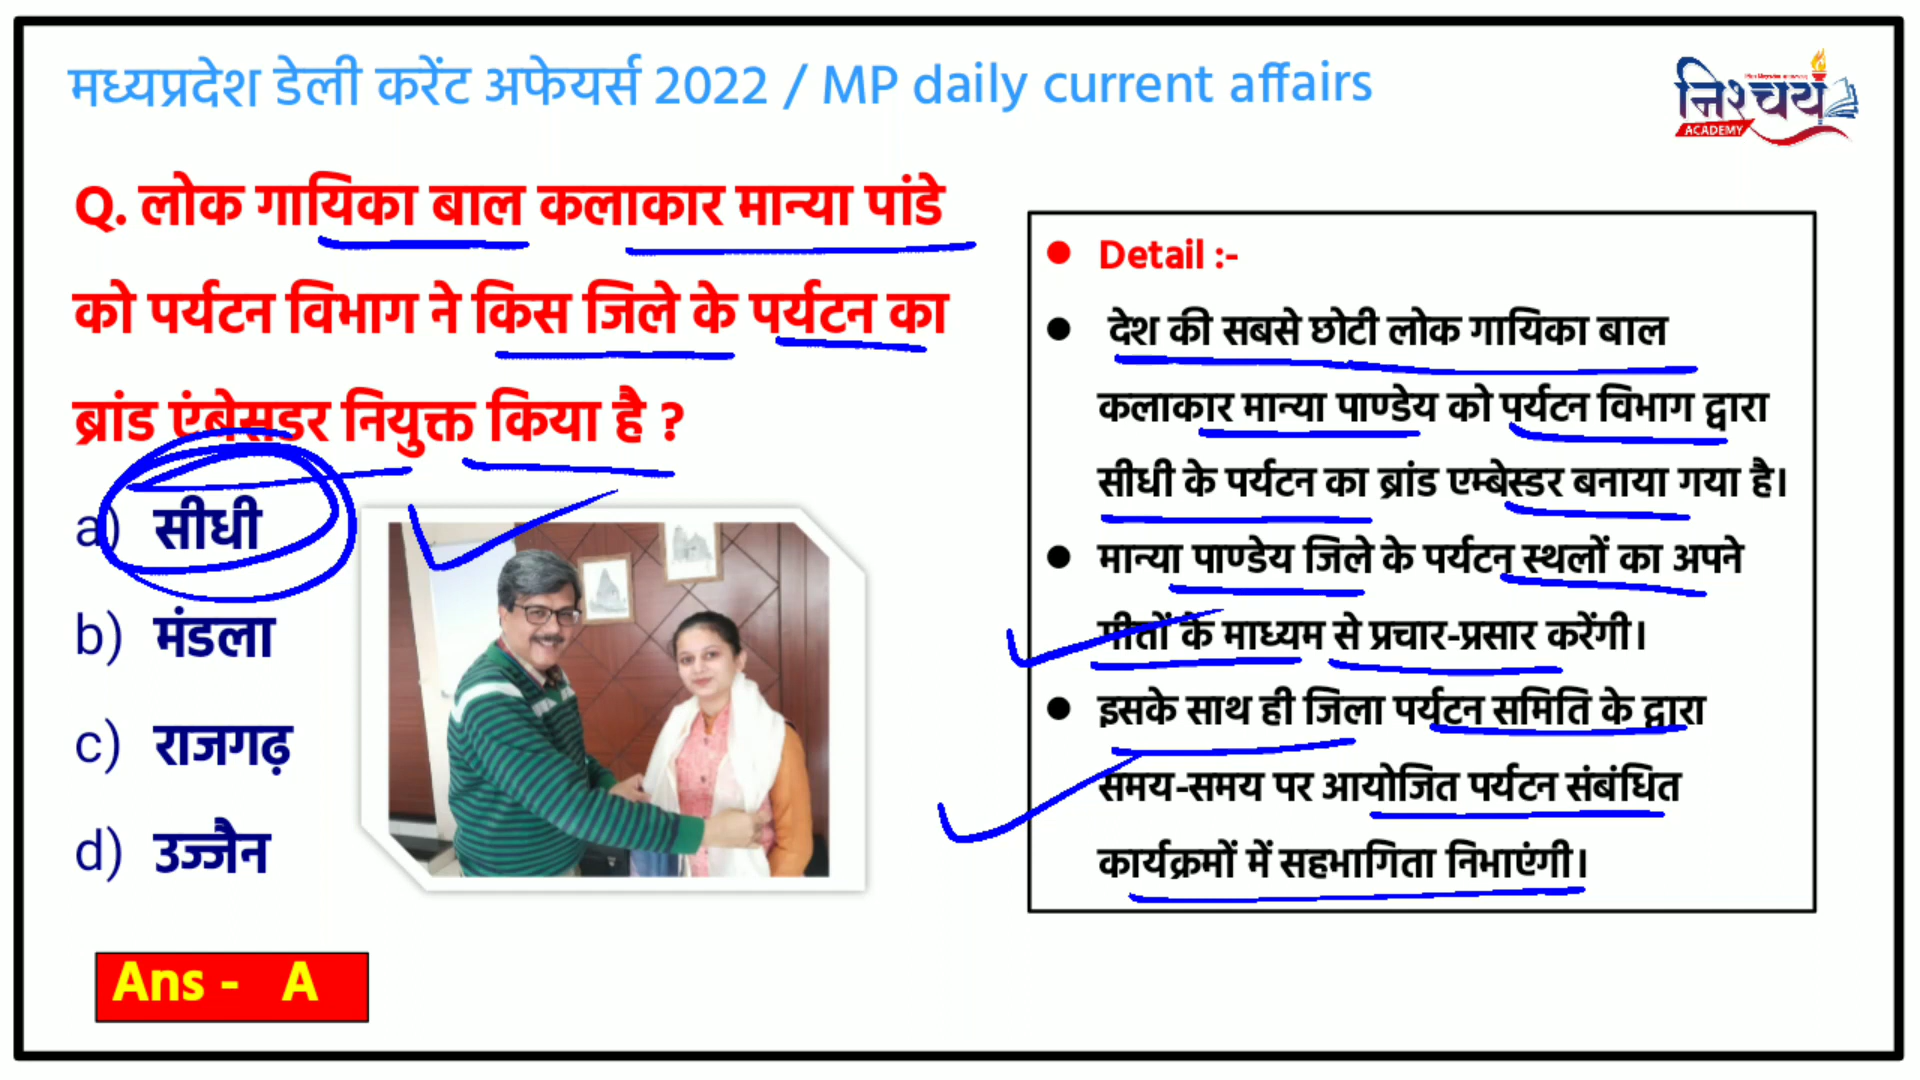 मध्यप्रदेश डेली करेंट अफेयर्स 2022 / MP daily current affairs
निश्चय
ACADEMY
Q. लोक गायिका बाल कलाकार मान्या पांडे
को पर्यटन विभाग ने किस जिले के पर्यटन का
ब्रांड एंबेसडर नियुक्त किया है ?
a) सीधी
b) मंडला
c) राजगढ़
d) उज्जैन
Ans - A
Detail :-
देश की सबसे छोटी लोक गायिका बाल
कलाकार मान्या पाण्डेय को पर्यटन विभाग द्वारा
सीधी के पर्यटन का ब्रांड एम्बेस्डर बनाया गया है।
मान्या पाण्डेय जिले के पर्यटन स्थलों का अपने
गीतों के माध्यम से प्रचार-प्रसार करेंगी।
इसके साथ ही जिला पर्यटन समिति के द्वारा
समय-समय पर आयोजित पर्यटन संबंधित
कार्यक्रमों में सहभागिता निभाएंगी।